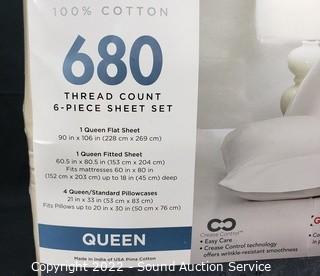 100% COTTON
680
THREAD COUNT
6-PIECE SHEET SET
1 Queen Flat Sheet
90 in x 106 in (228 cm x 269 cm)
1 Queen Fitted Sheet
60.5 in x 80.5 in (153 cm x 204 cm)
Fits mattresses 60 in x 80 in
(152 cm x 203 cm) up to 18 in (45 cm) deep
4 Queen/Standard Pillowcases
21 in x 33 in (53 cm x 83 cm)
Fits Pillows up to 20 in x 30 in (50 cm x 76 cm)
QUEEN
Made in India of USA Pima Cotton
Crease Control™
• Easy Care
• Crease Control technology
offers wrinkle-resistant smoothness
Copyright 2022 - Sound Auction Service